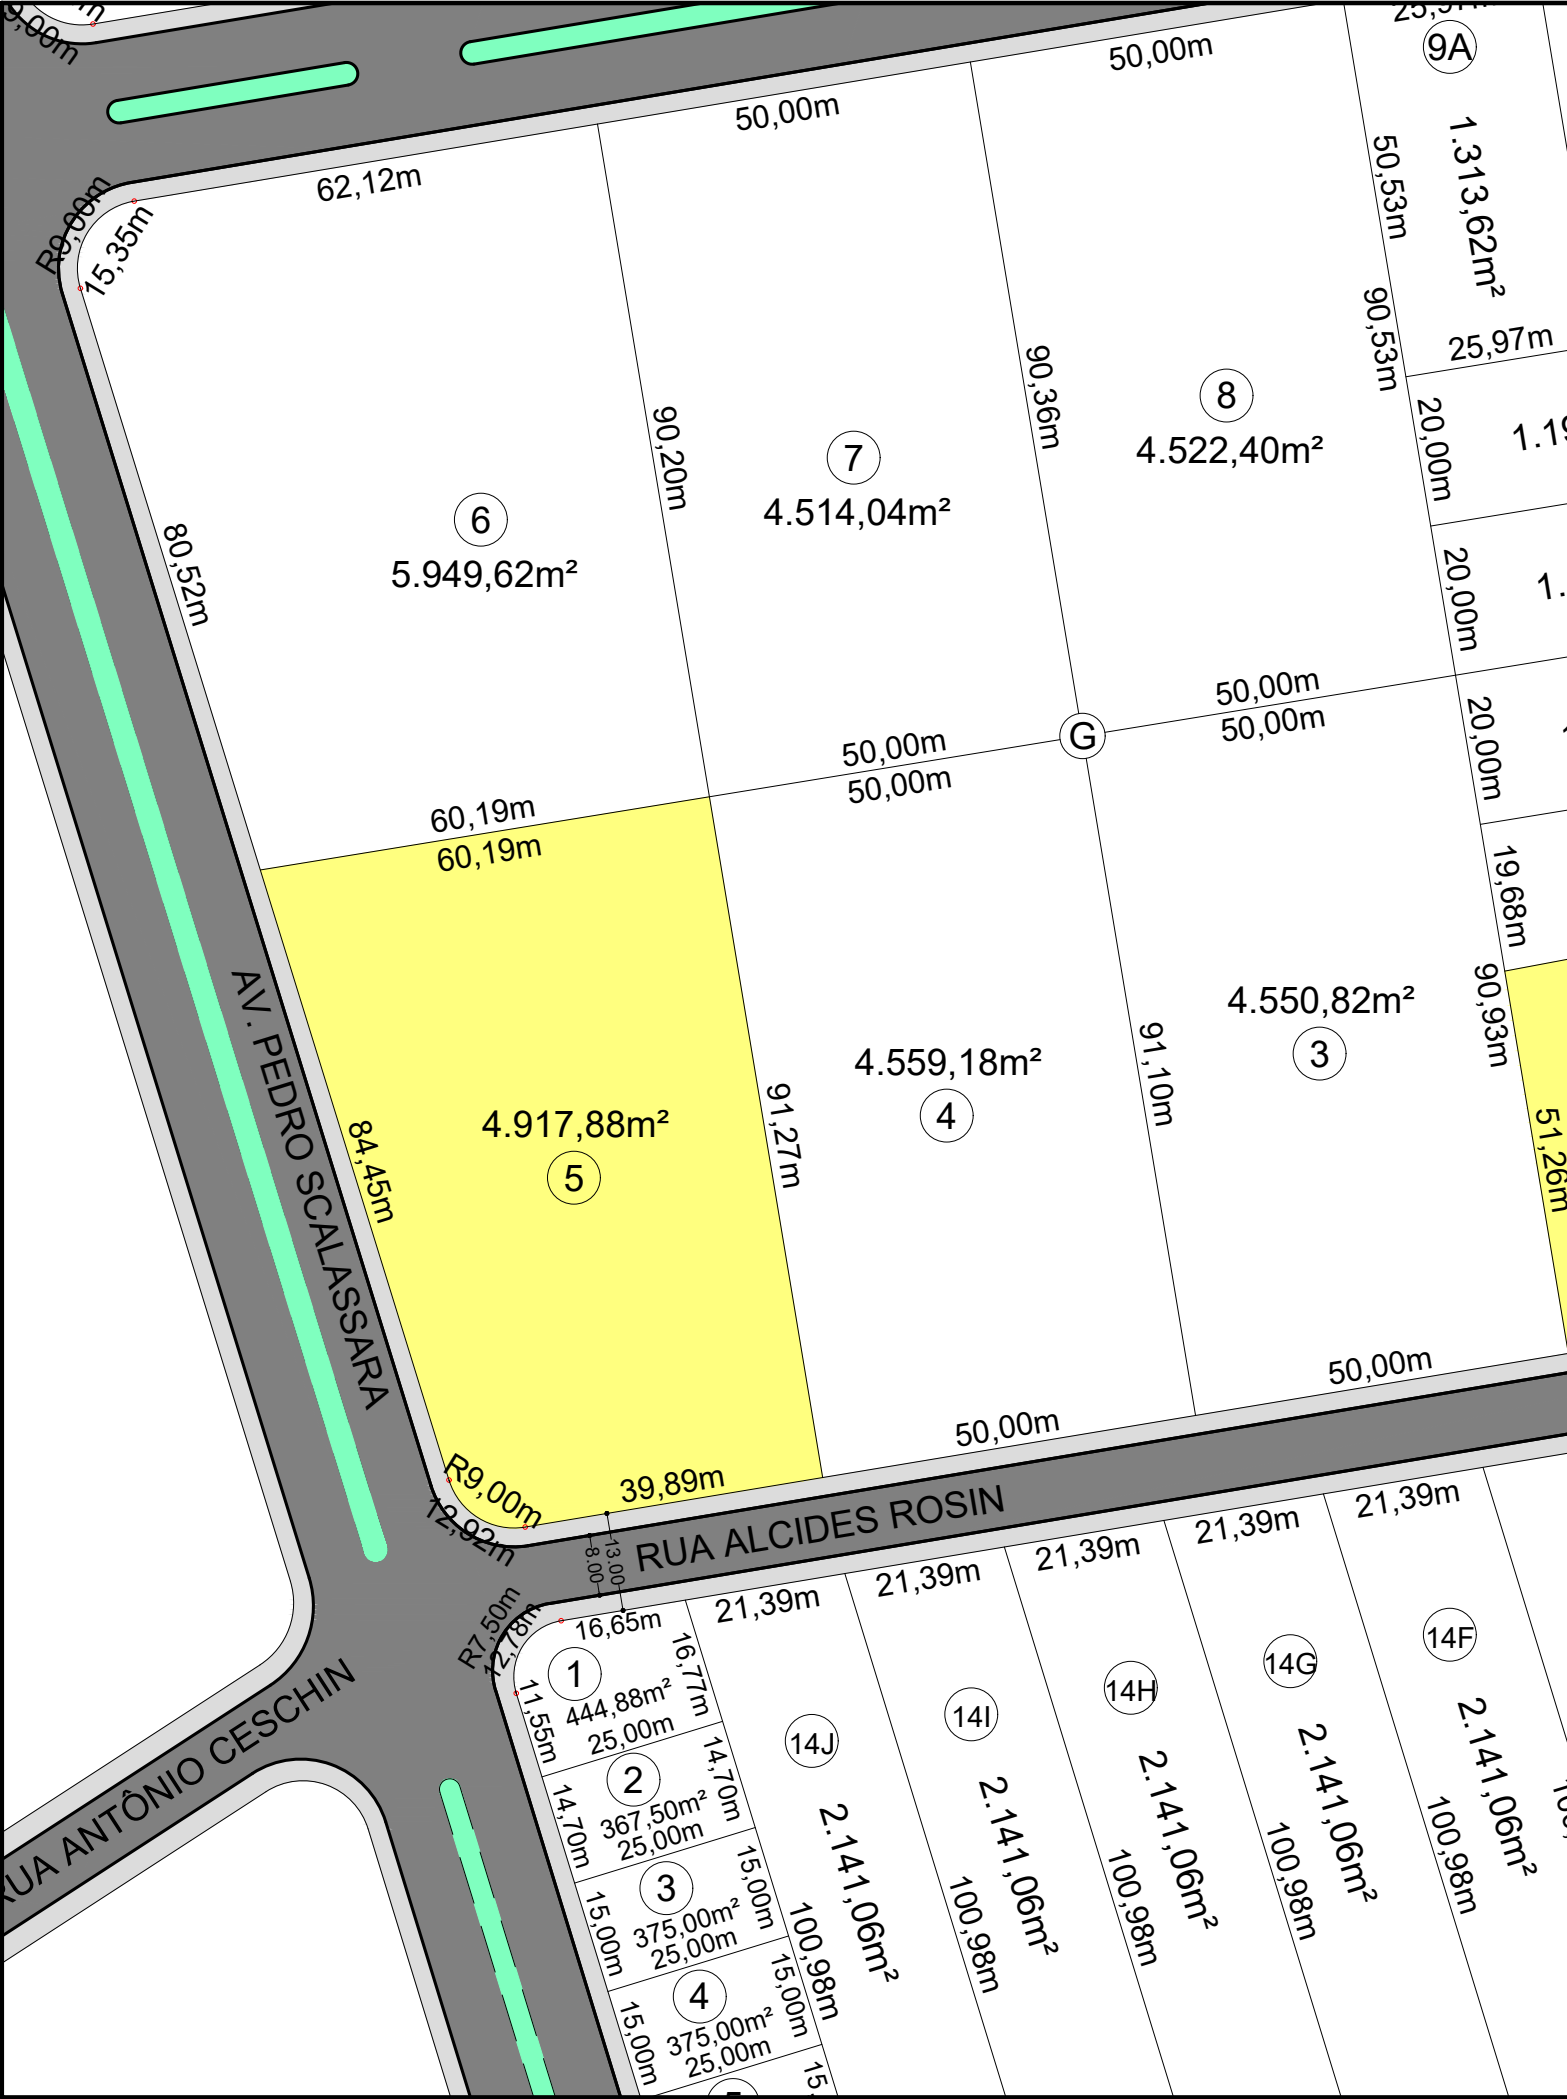 9,00m
25,97m
9A
1.313,62m²
50,00m
50,00m
62,12m
R9,00m
15,35m
50,53m
90,53m
25,97m
90,36m
90,20m
80,52m
8
4.522,40m²
7
4.514,04m²
6
5.949,62m²
20,00m
20,00m
20,00m
19,68m
50,00m
50,00m
G
50,00m
50,00m
60,19m
60,19m
AV. PEDRO SCALASSARA
84,45m
4.917,88m²
5
91,27m
4.559,18m²
4
91,10m
4.550,82m²
3
90,93m
51,26m
50,00m
50,00m
39,89m
R9,00m
12,92m
8.00
13.00
RUA ALCIDES ROSIN
R7,50m
12,78m
16,65m
21,39m
21,39m
21,39m
21,39m
21,39m
1
444,88m²
25,00m
11,55m
16,77m
2
367,50m²
25,00m
14,70m
14,70m
3
375,00m²
25,00m
15,00m
15,00m
4
375,00m²
25,00m
15,00m
15,00m
14J
2.141,06m²
100,98m
14I
2.141,06m²
100,98m
14H
2.141,06m²
100,98m
14G
2.141,06m²
100,98m
14F
2.141,06m²
100,98m
RUA ANTÔNIO CESCHIN